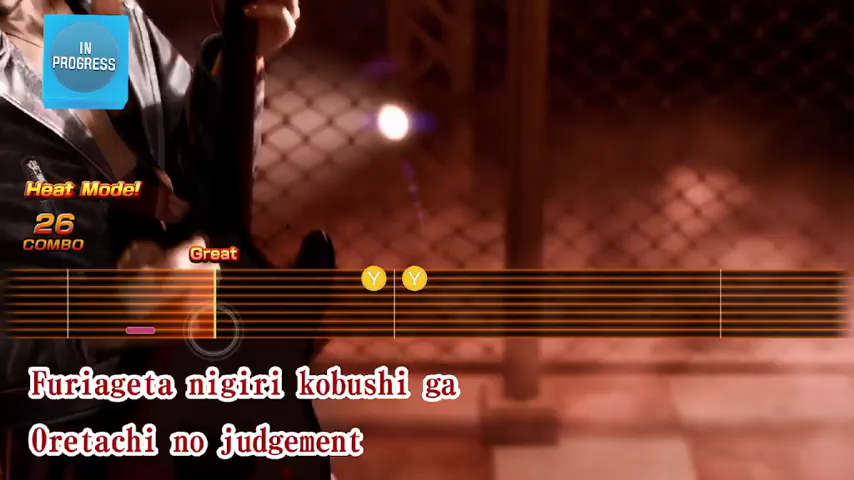 IN
PROGRESS
Heat Mode!
26
COMBO
Great
Y Y
Furiageta nigiri kobushi ga
Oretachi no judgement